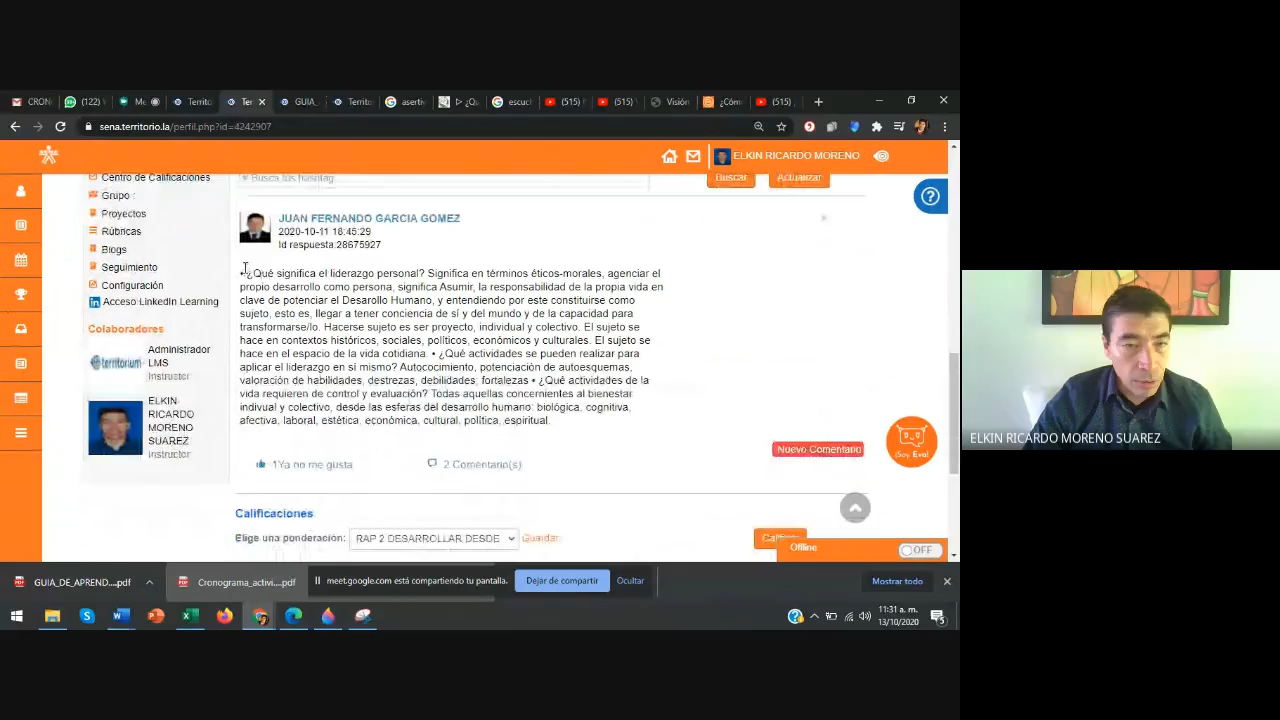 CRON
(122)
Me
Territo
Ter
GUIA_
Territo
aserti
¿Qu
escuc
(515)
(515)
Visión
¿Cóm
(515)
sena.territorio.la/perfil.php?id=4242907
ELKIN RICARDO MORENO
Centro de Calificaciones
Busca tus hashtag
Buscar
Actualizar
Grupo :
Proyectos
Rúbricas
Blogs
Seguimiento
Configuración
Acceso LinkedIn Learning
Colaboradores
territorium
Administrador
LMS
Instructor
ELKIN
RICARDO
MORENO
SUAREZ
Instructor
JUAN FERNANDO GARCIA GOMEZ
2020-10-11 18:45:29
Id respuesta:28675927
• ¿Qué significa el liderazgo personal? Significa en términos éticos-morales, agenciar el
propio desarrollo como persona, significa Asumir, la responsabilidad de la propia vida en
clave de potenciar el Desarollo Humano, y entendiendo por este constituirse como
sujeto, esto es, llegar a tener conciencia de sí y del mundo y de la capacidad para
transformarse/lo. Hacerse sujeto es ser proyecto, individual y colectivo. El sujeto se
hace en contextos históricos, sociales, políticos, económicos y culturales. El sujeto se
hace en el espacio de la vida cotidiana. • ¿Qué actividades se pueden realizar para
aplicar el liderazgo en sí mismo? Autococimiento, potenciación de autoesquemas,
valoración de habilidades, destrezas, debilidades, fortalezas • ¿Qué actividades de la
vida requieren de control y evaluación? Todas aquellas concernientes al bienestar
indivual y colectivo, desde las esferas del desarrollo humano: biológica, cognitiva,
afectiva, laboral, estética, económica, cultural, política, espiritual.
Nuevo Comentario
1Ya no me gusta
2 Comentario(s)
¡Soy Eva!
Calificaciones
Elige una ponderación:
RAP 2 DESARROLLAR DESDE
Guardar
Offline
OFF
GUIA_DE_APREND....pdf
Cronograma_activi....pdf
meet.google.com está compartiendo tu pantalla.
Dejar de compartir
Ocultar
Mostrar todo
11:31 a. m.
13/10/2020
5
ELKIN RICARDO MORENO SUAREZ